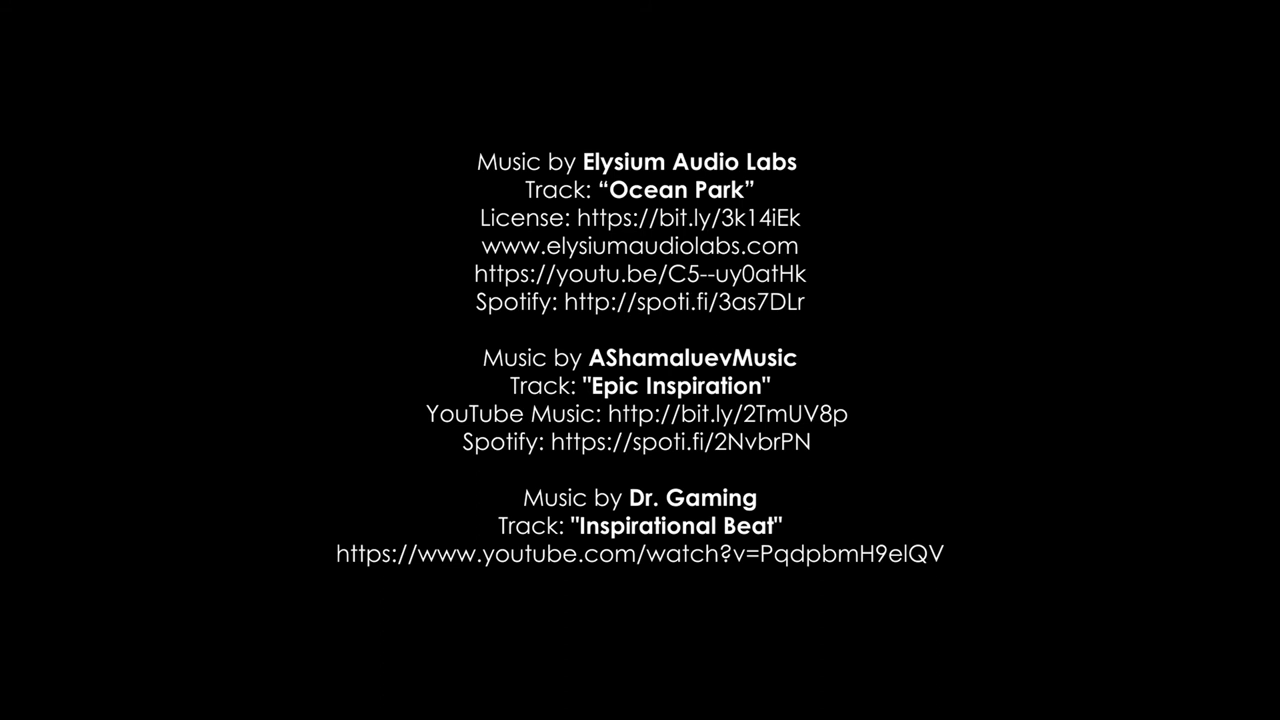 Music by Elysium Audio Labs
Track: “Ocean Park”
License: https://bit.ly/3k14iEk
www.elysiumaudiolabs.com
https://youtu.be/C5--uy0atHk
Spotify: http://spoti.fi/3as7DLr
Music by AShamaluevMusic
Track: "Epic Inspiration"
YouTube Music: http://bit.ly/2TmUV8p
Spotify: https://spoti.fi/2NvbrPN
Music by Dr. Gaming
Track: "Inspirational Beat"
https://www.youtube.com/watch?v=PqdpbmH9elQV